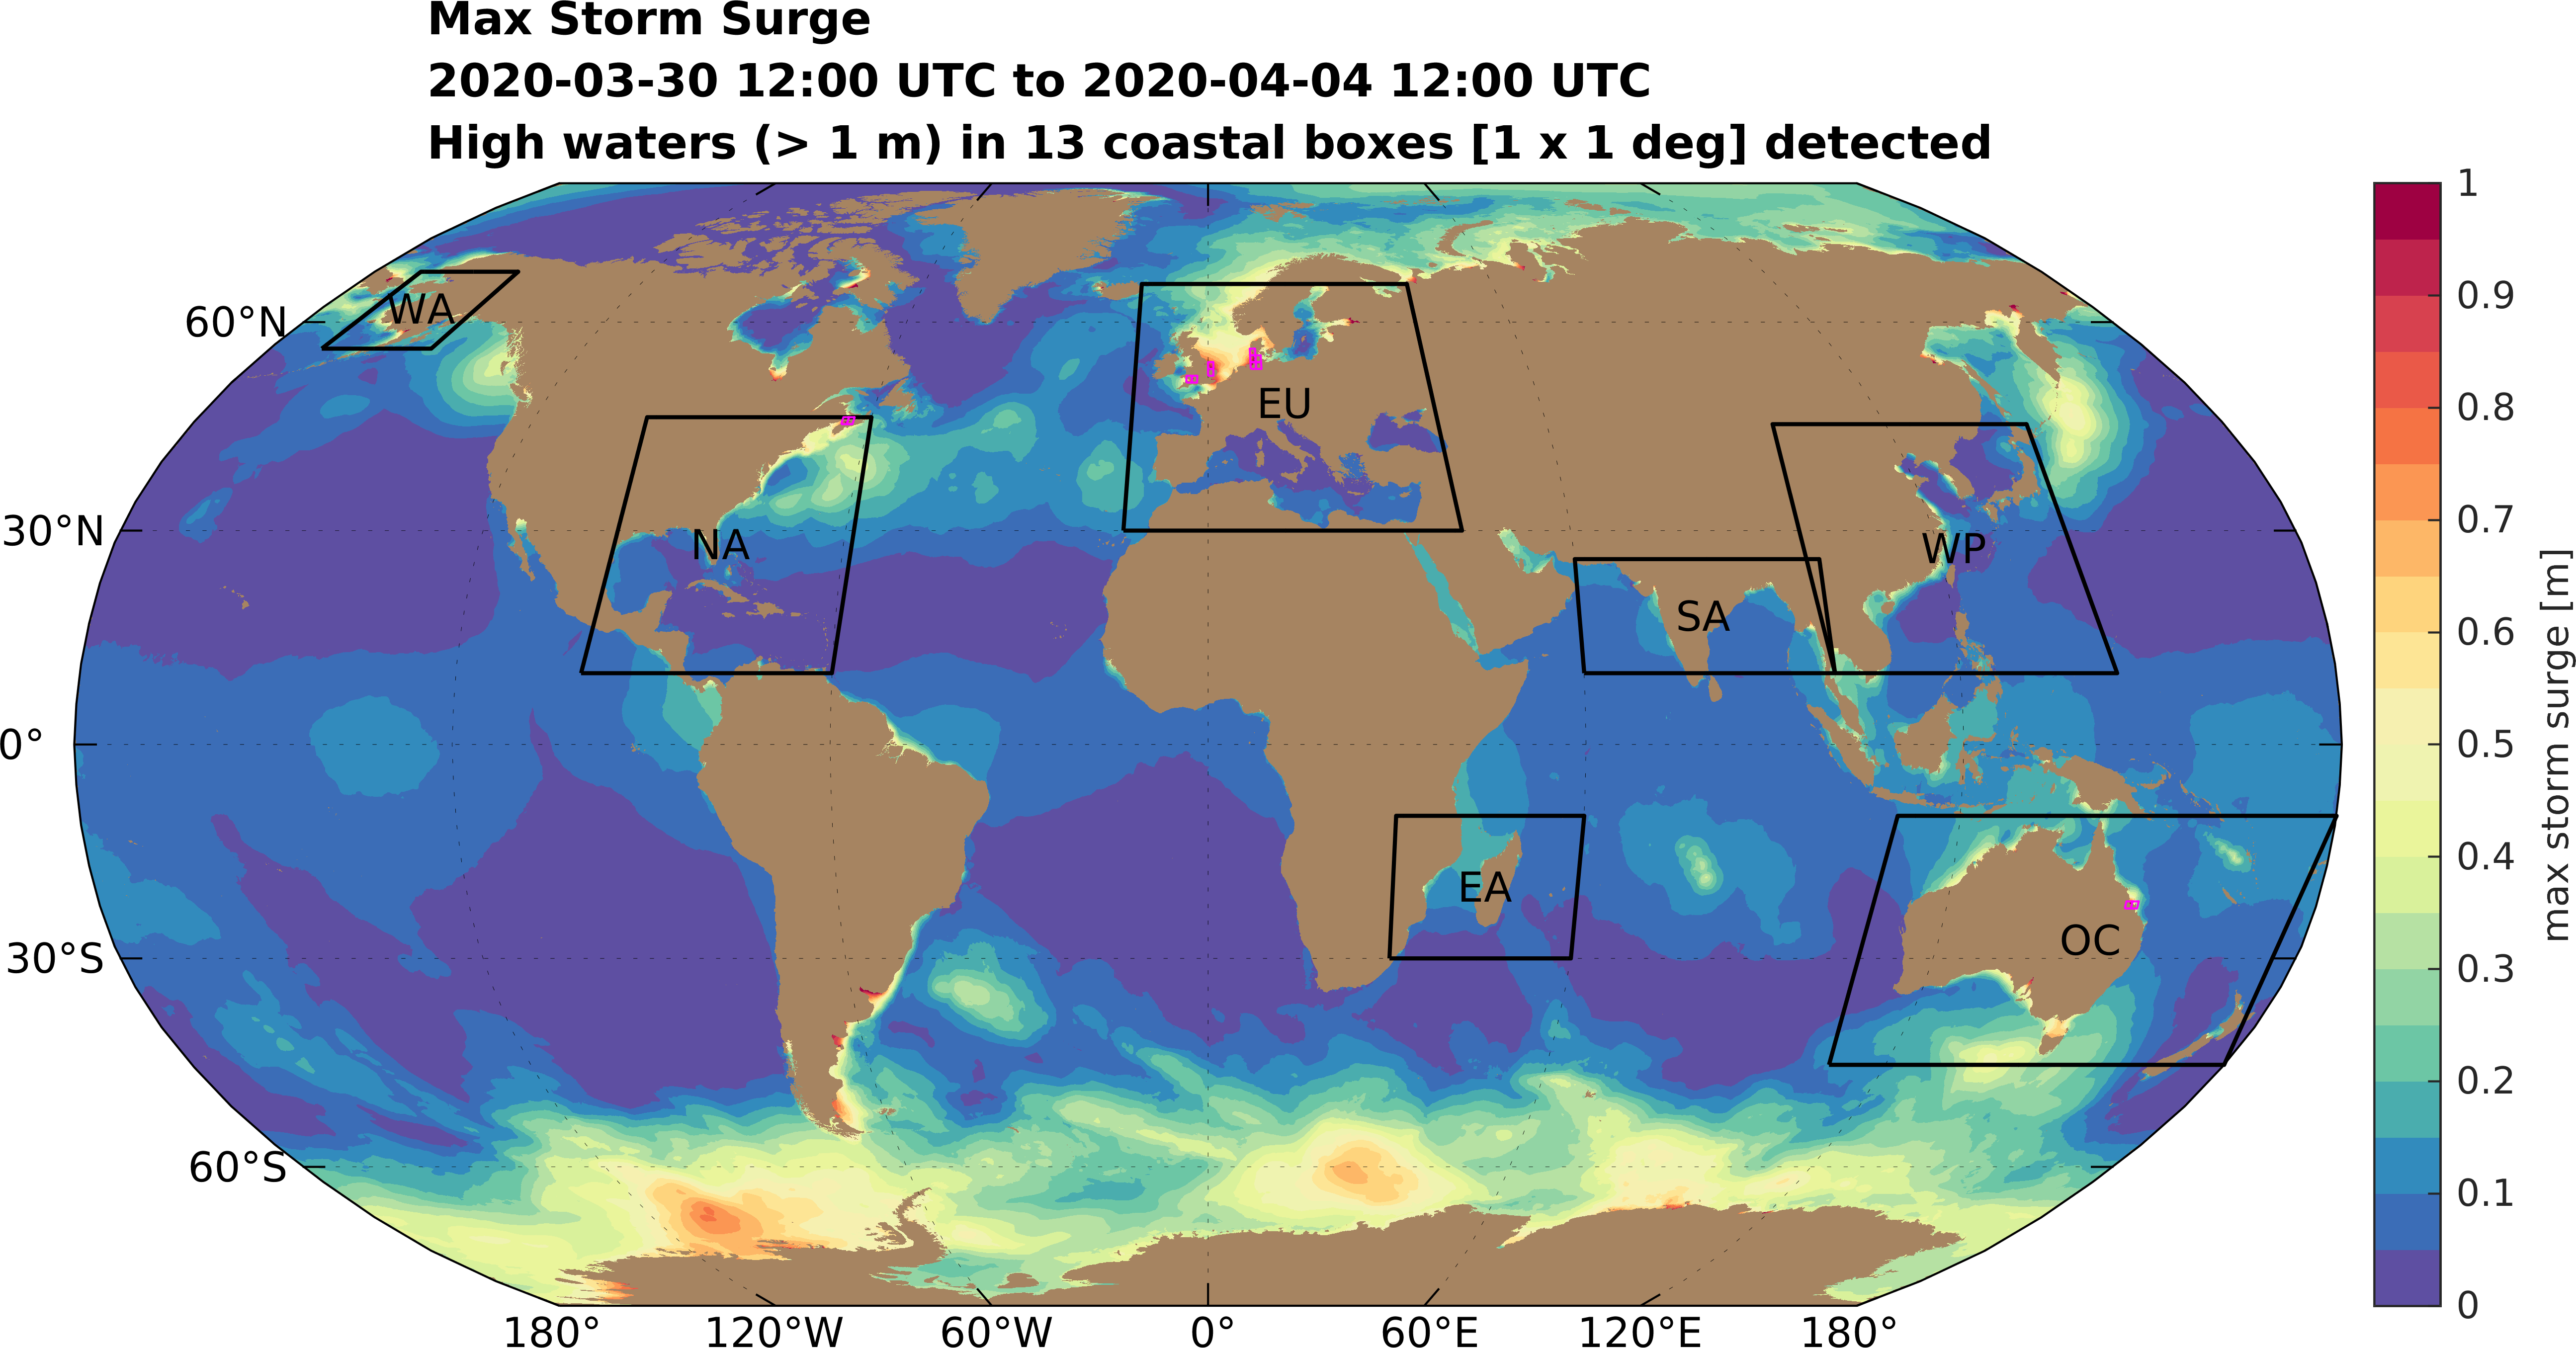 Max Storm Surge
2020-03-30 12:00 UTC to 2020-04-04 12:00 UTC
High waters (> 1 m) in 13 coastal boxes [1 x 1 deg] detected
60°N
30°N
0°
30°S
60°S
WA
NA
EU
SA
WP
EA
OC
180°
120°W
60°W
0°
60°E
120°E
180°
1
0.9
0.8
0.7
0.6
0.5
0.4
0.3
0.2
0.1
0
max storm surge [m]